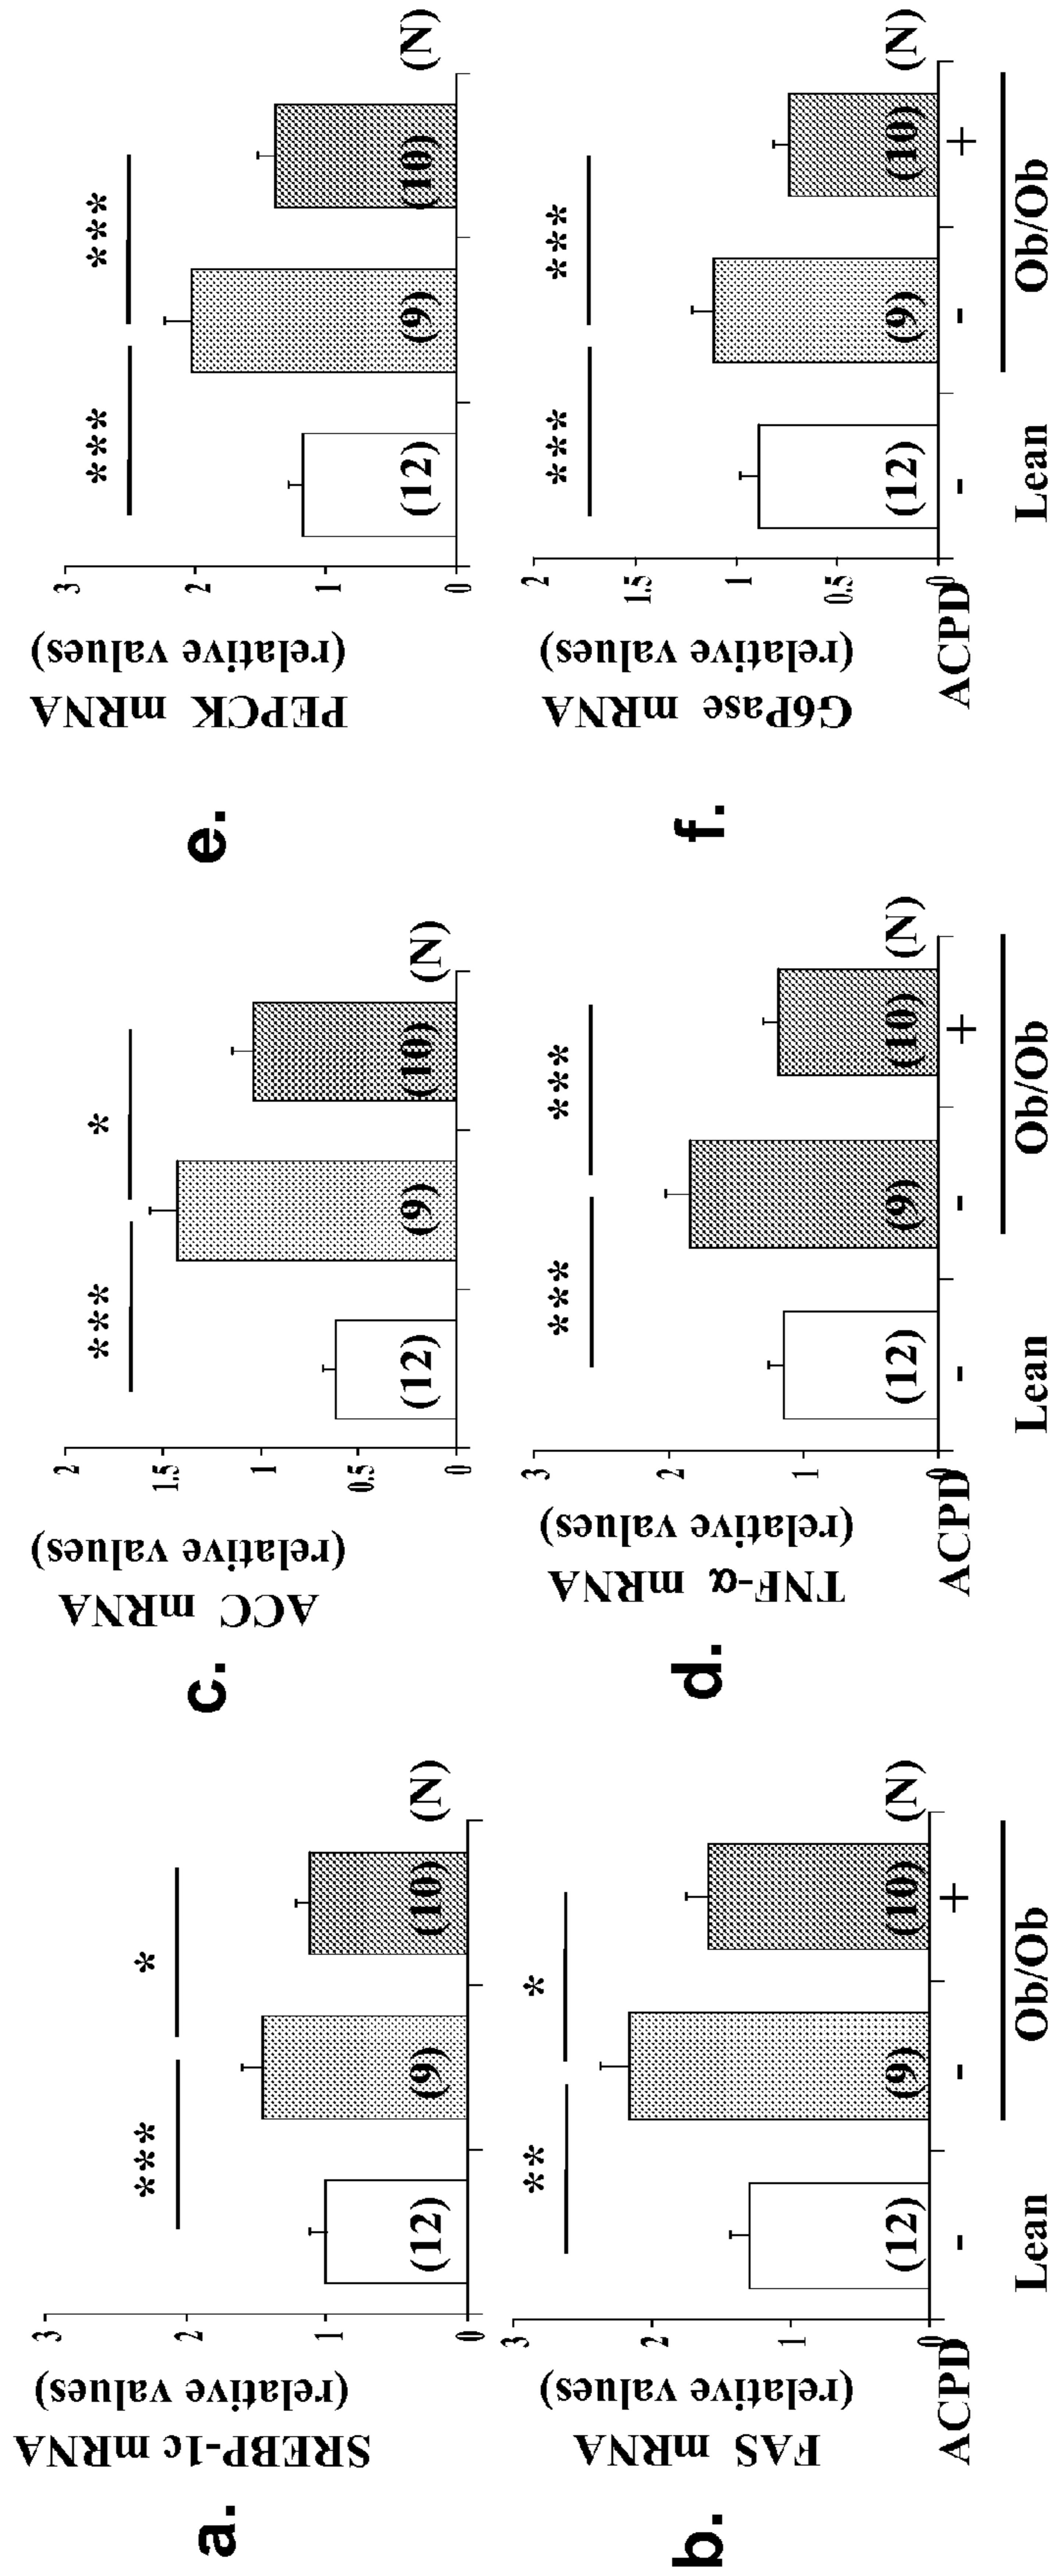 a.
SREBP-1c mRNA
(relative values)
3
2
1
0
***
*
(12)
(9)
(10)
(N)
b.
FAS mRNA
(relative values)
3
2
1
0
**
*
(12)
(9)
(10)
(N)
ACPD
-
-
+
Lean
Ob/Ob
c.
ACC mRNA
(relative values)
2
1.5
1
0.5
0
***
*
(12)
(9)
(10)
(N)
d.
TNF-α mRNA
(relative values)
3
2
1
0
***
***
(12)
(9)
(10)
(N)
ACPD
-
-
+
Lean
Ob/Ob
e.
PEPCK mRNA
(relative values)
3
2
1
0
***
***
(12)
(9)
(10)
(N)
f.
G6Pase mRNA
(relative values)
2
1.5
1
0.5
0
***
***
(12)
(9)
(10)
(N)
ACPD
-
-
+
Lean
Ob/Ob